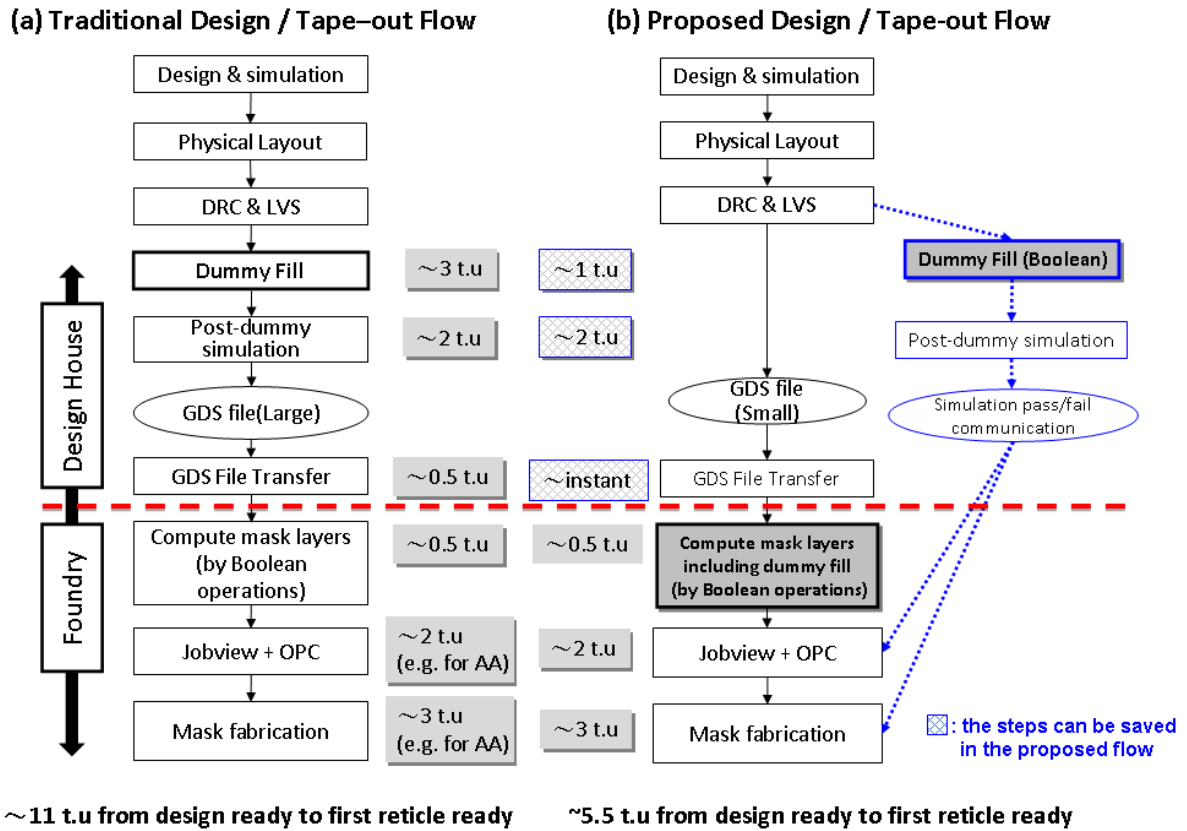 (a) Traditional Design / Tape–out Flow
Design & simulation
Physical Layout
DRC & LVS
Dummy Fill
~3 t.u
Post-dummy
simulation
~2 t.u
GDS file(Large)
GDS File Transfer
~0.5 t.u
Compute mask layers
(by Boolean
operations)
~0.5 t.u
Jobview + OPC
~2 t.u
(e.g. for AA)
Mask fabrication
~3 t.u
(e.g. for AA)
Design House
Foundry
~11 t.u from design ready to first reticle ready
(b) Proposed Design / Tape-out Flow
Design & simulation
Physical Layout
DRC & LVS
~1 t.u
Dummy Fill (Boolean)
~2 t.u
Post-dummy simulation
GDS file
(Small)
Simulation pass/fail
communication
~instant
GDS File Transfer
~0.5 t.u
Compute mask layers
including dummy fill
(by Boolean operations)
~2 t.u
Jobview + OPC
~3 t.u
Mask fabrication
: the steps can be saved
in the proposed flow
~5.5 t.u from design ready to first reticle ready